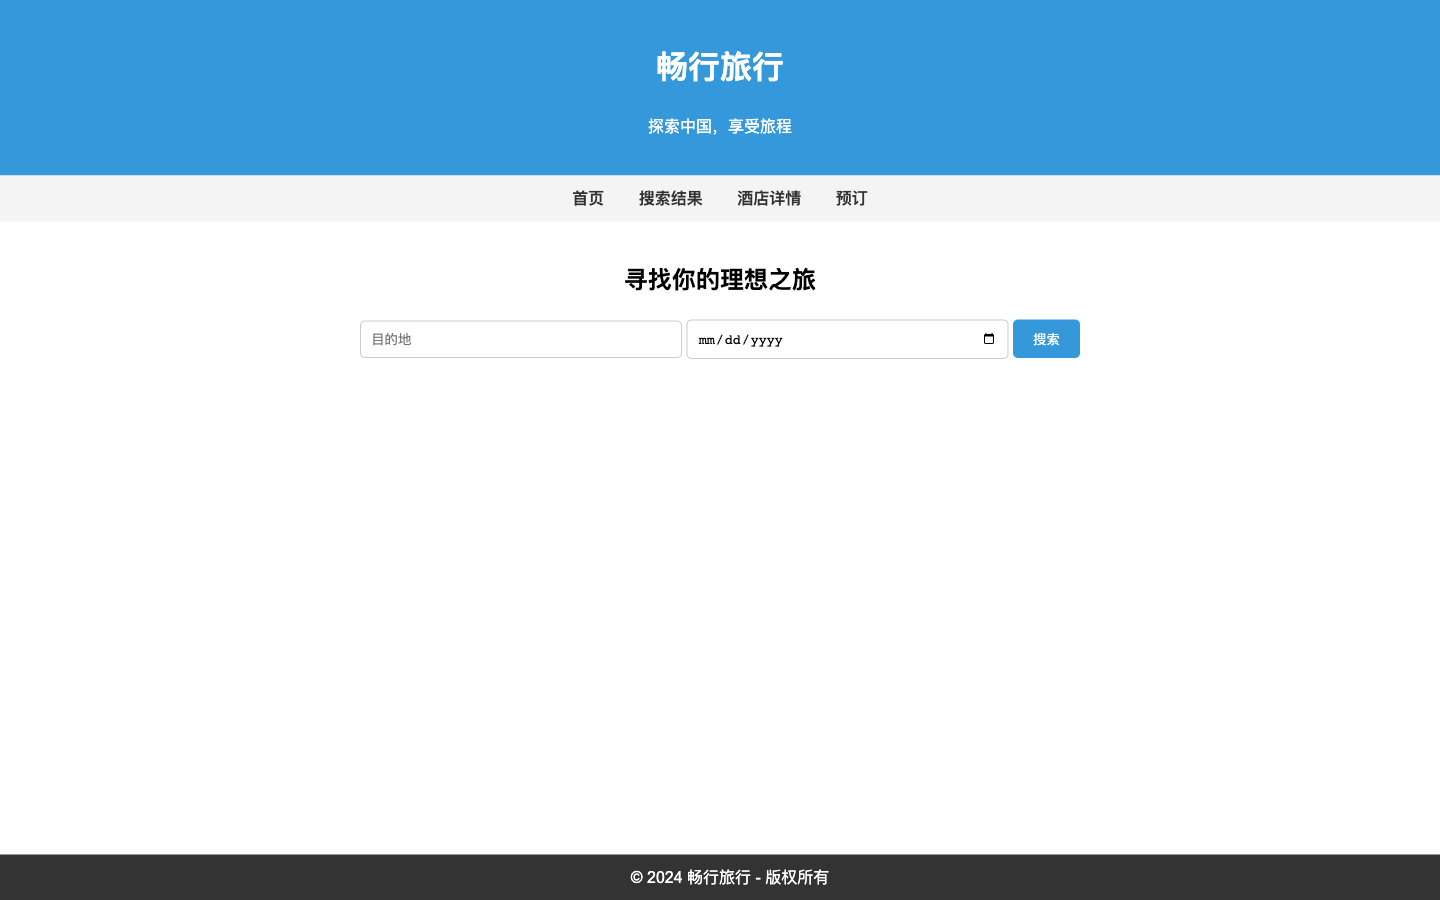 畅行旅行
探索中国，享受旅程
首页 搜索结果 酒店详情 预订
寻找你的理想之旅
目的地 mm/dd/yyyy 搜索
© 2024 畅行旅行 - 版权所有